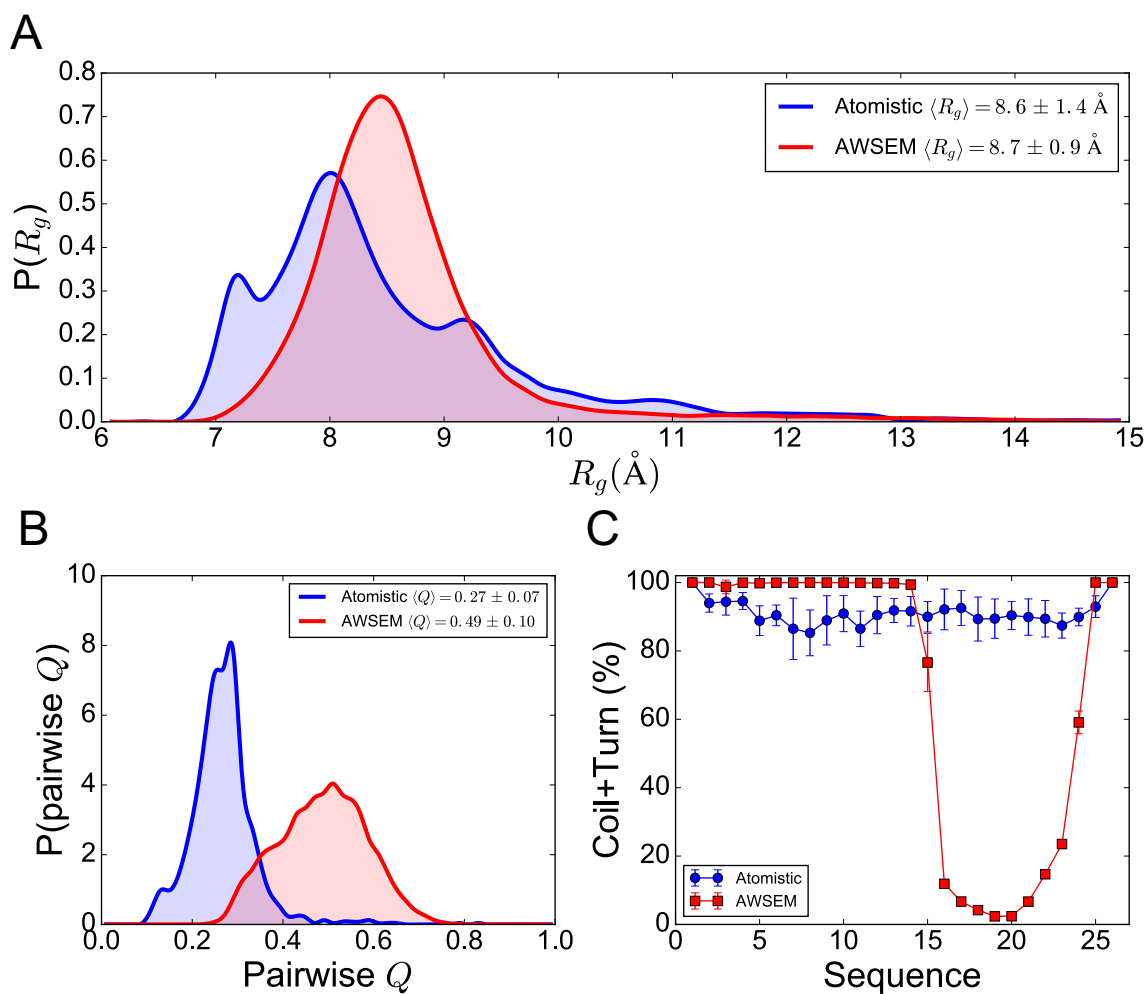 A
P(R_g)
0.8
0.7
0.6
0.5
0.4
0.3
0.2
0.1
0.0
Atomistic ⟨R_g⟩ = 8.6 ± 1.4 Å
AWSEM ⟨R_g⟩ = 8.7 ± 0.9 Å
6 7 8 9 10 11 12 13 14 15
R_g(Å)
B
P(pairwise Q)
10
8
6
4
2
0
Atomistic ⟨Q⟩ = 0.27 ± 0.07
AWSEM ⟨Q⟩ = 0.49 ± 0.10
0.0 0.2 0.4 0.6 0.8 1.0
Pairwise Q
C
Coil+Turn (%)
100
80
60
40
20
0
Atomistic
AWSEM
0 5 10 15 20 25
Sequence